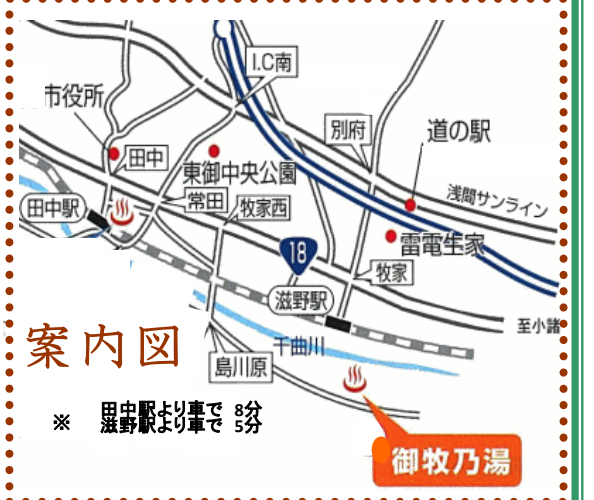 I.C南
市役所
別府
道の駅
田中
東御中央公園
浅間サンライン
田中駅
常田
牧家西
雷電生家
18
牧家
滋野駅
至小諸
千曲川
案内図
島川原
※ 田中駅より車で 8分
滋野駅より車で 5分
御牧乃湯